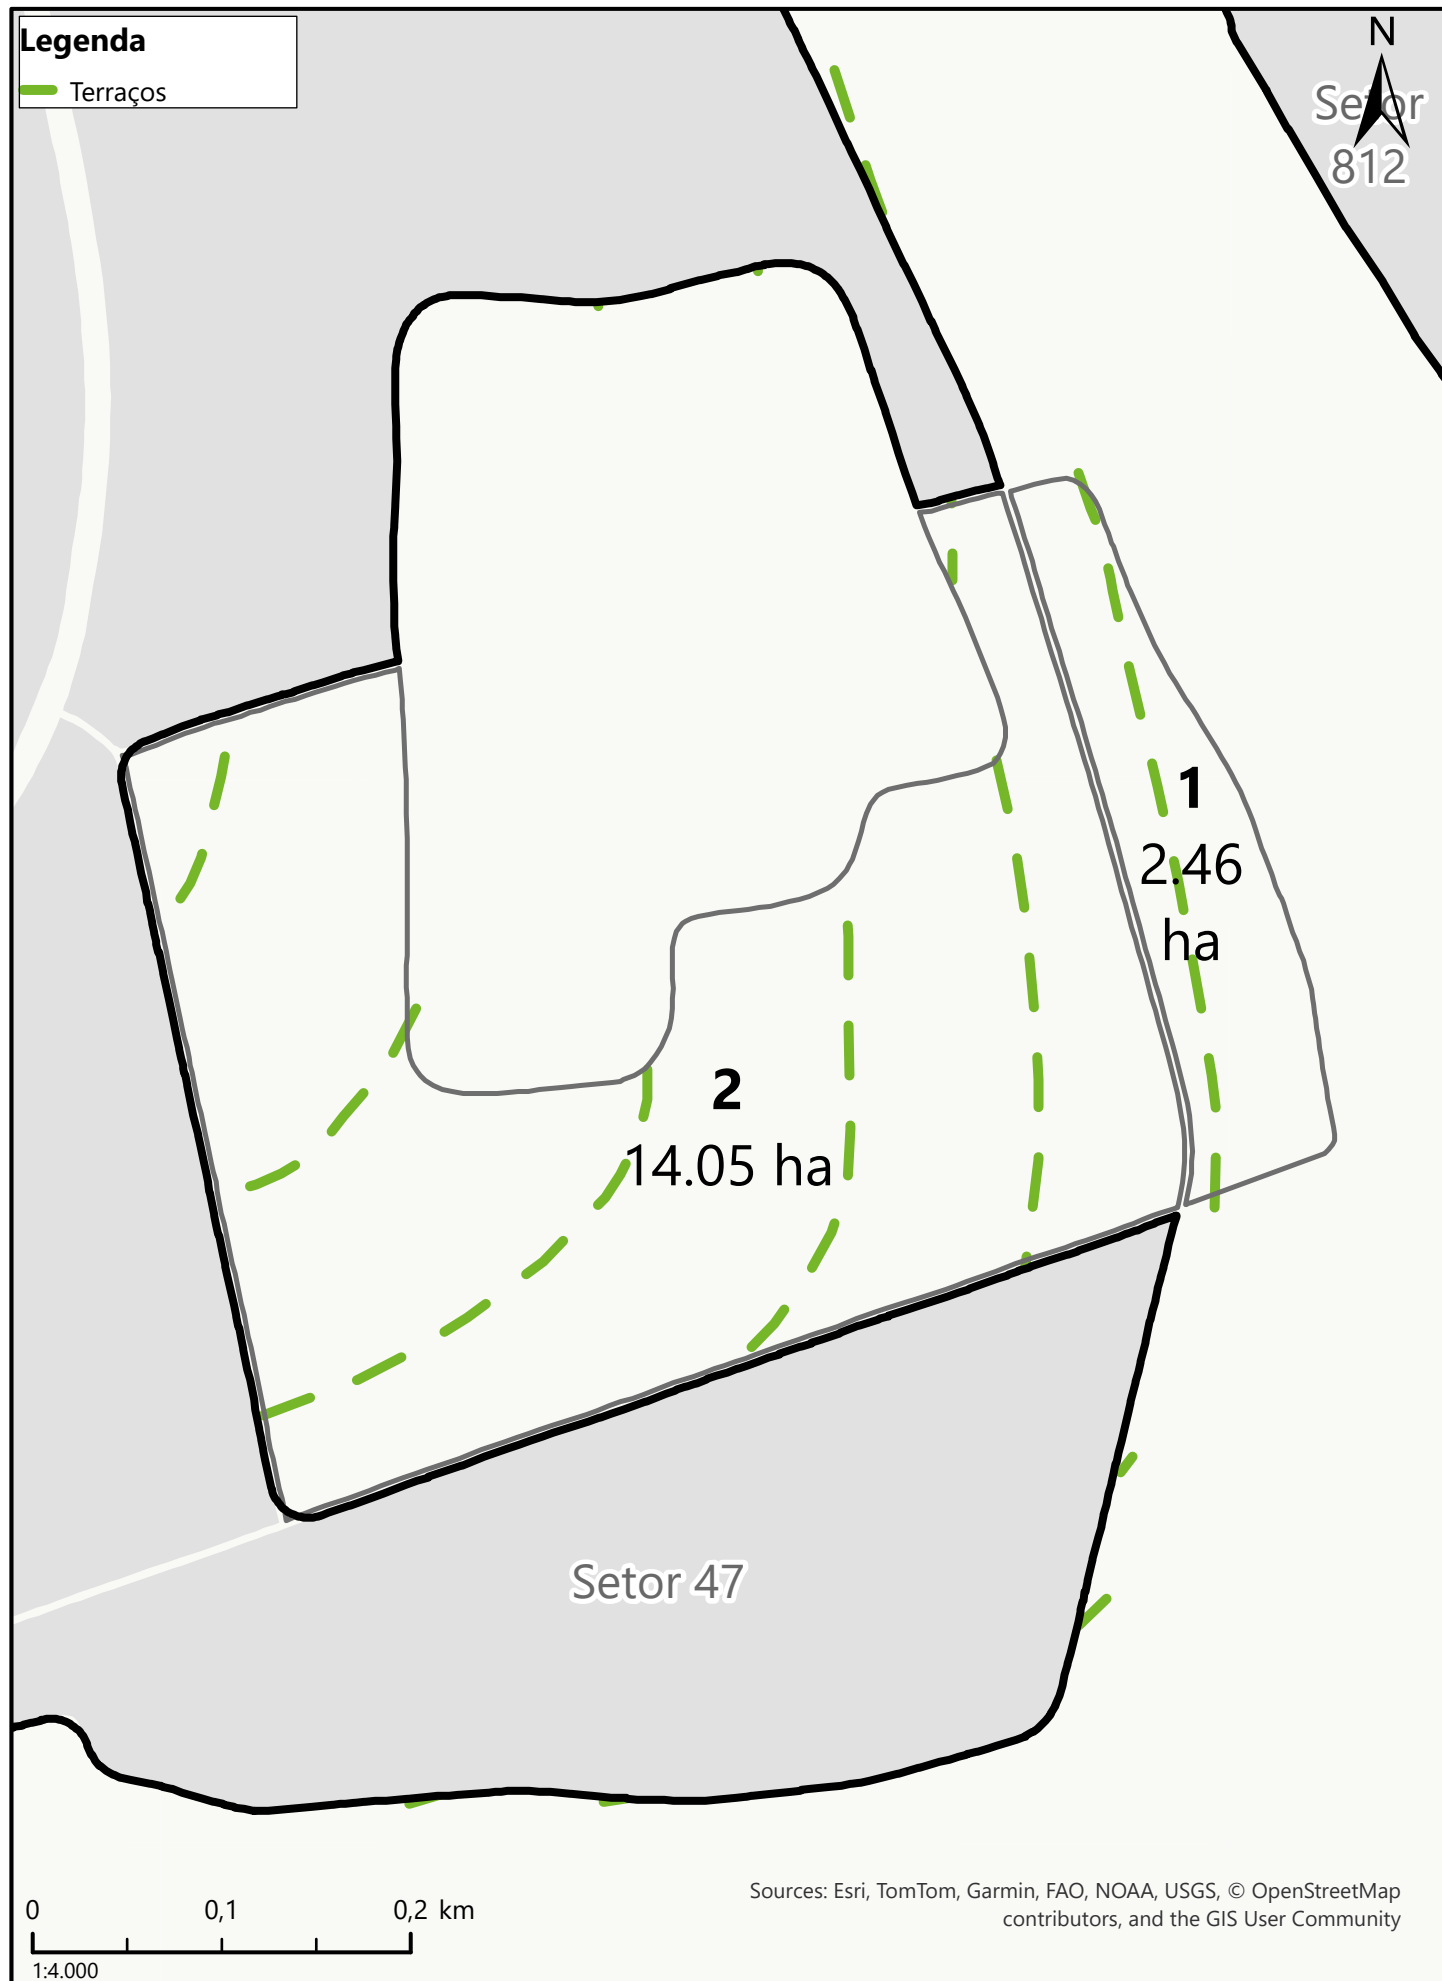 Legenda
Terraços
N
Setor
812
1
2.46
ha
2
14.05 ha
Setor 47
0 0,1 0,2 km
1:4.000
Sources: Esri, TomTom, Garmin, FAO, NOAA, USGS, © OpenStreetMap
contributors, and the GIS User Community